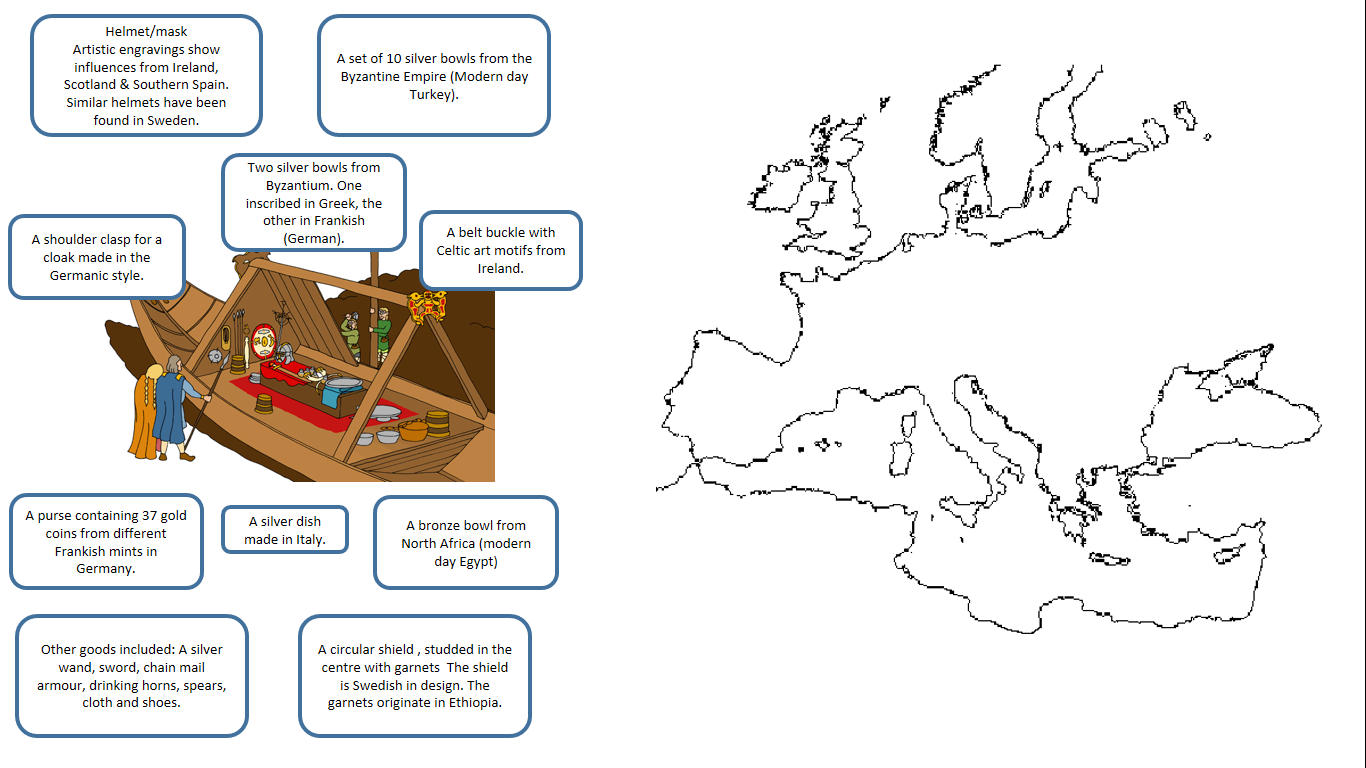 Helmet/mask
Artistic engravings show
influences from Ireland,
Scotland & Southern Spain.
Similar helmets have been
found in Sweden.
A set of 10 silver bowls from the
Byzantine Empire (Modern day
Turkey).
Two silver bowls from
Byzantium. One
inscribed in Greek, the
other in Frankish
(German).
A shoulder clasp for a
cloak made in the
Germanic style.
A belt buckle with
Celtic art motifs from
Ireland.
A purse containing 37 gold
coins from different
Frankish mints in
Germany.
A silver dish
made in Italy.
A bronze bowl from
North Africa (modern
day Egypt)
Other goods included: A silver
wand, sword, chain mail
armour, drinking horns, spears,
cloth and shoes.
A circular shield , studded in the
centre with garnets  The shield
is Swedish in design. The
garnets originate in Ethiopia.